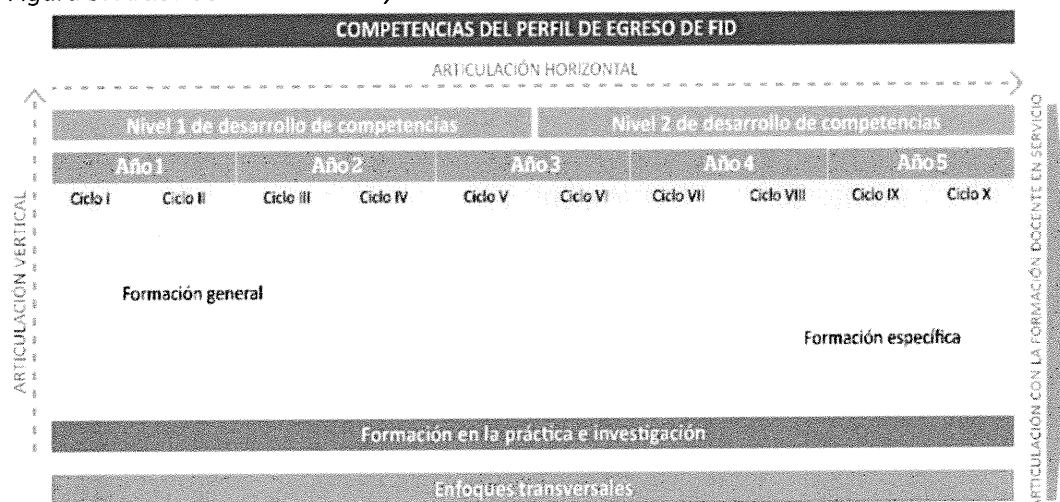 COMPETENCIAS DEL PERFIL DE EGRESO DE FID
ARTICULACIÓN HORIZONTAL
Nivel 1 de desarrollo de competencias
Nivel 2 de desarrollo de competencias
Año 1
Año 2
Año 3
Año 4
Año 5
Ciclo I
Ciclo II
Ciclo III
Ciclo IV
Ciclo V
Ciclo VI
Ciclo VII
Ciclo VIII
Ciclo IX
Ciclo X
ARTICULACIÓN VERTICAL
Formación general
Formación específica
ARTICULACIÓN CON LA FORMACIÓN DOCENTE EN SERVICIO
Formación en la práctica e investigación
Enfoques transversales